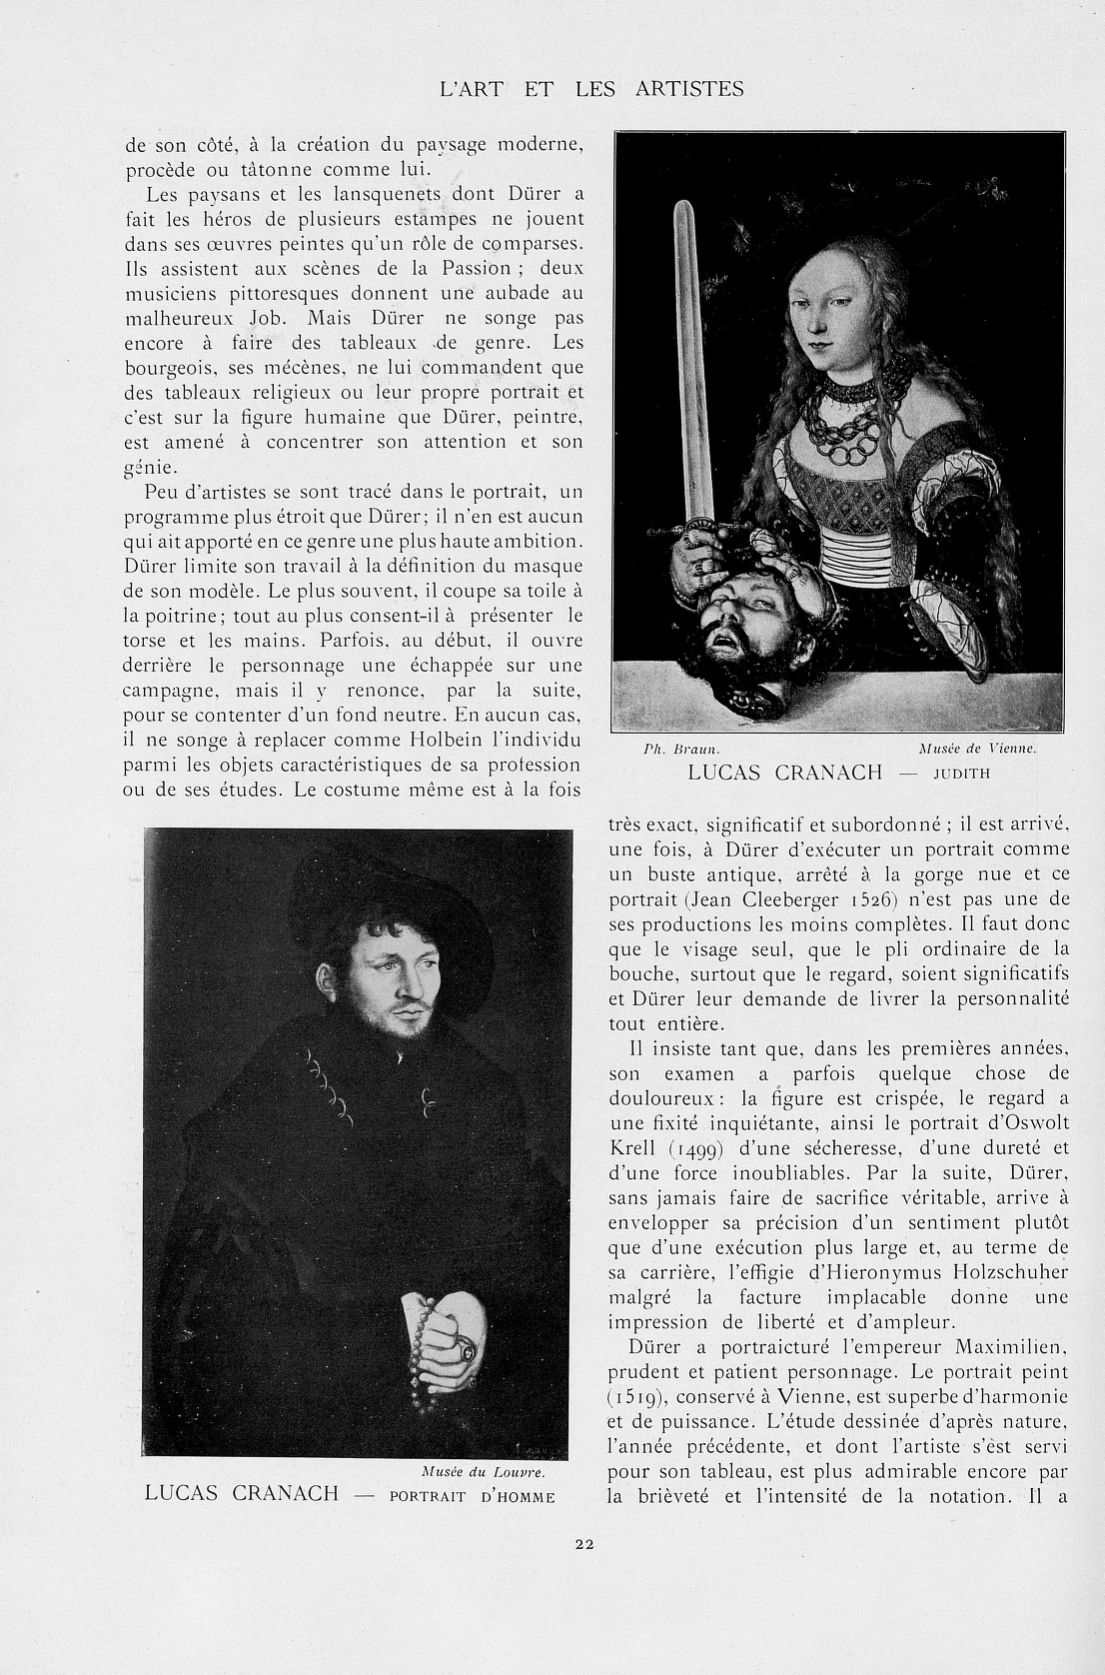 L'ART ET LES ARTISTES
de son côté, à la création du paysage moderne,
procède ou tâtonne comme lui.
Les paysans et les lansquenets dont Dürer a
fait les héros de plusieurs estampes ne jouent
dans ses œuvres peintes qu'un rôle de comparses.
Ils assistent aux scènes de la Passion ; deux
musiciens pittoresques donnent une aubade au
malheureux Job. Mais Dürer ne songe pas
encore à faire des tableaux de genre. Les
bourgeois, ses mécènes, ne lui commandent que
des tableaux religieux ou leur propre portrait et
c'est sur la figure humaine que Dürer, peintre,
est amené à concentrer son attention et son
génie.
Peu d'artistes se sont tracé dans le portrait, un
programme plus étroit que Dürer; il n'en est aucun
qui ait apporté en ce genre une plus haute ambition.
Dürer limite son travail à la définition du masque
de son modèle. Le plus souvent, il coupe sa toile à
la poitrine; tout au plus consent-il à présenter le
torse et les mains. Parfois, au début, il ouvre
derrière le personnage une échappée sur une
campagne, mais il y renonce, par la suite,
pour se contenter d'un fond neutre. En aucun cas,
il ne songe à replacer comme Holbein l'individu
parmi les objets caractéristiques de sa profession
ou de ses études. Le costume même est à la fois
Musée du Louvre.
LUCAS CRANACH — PORTRAIT D'HOMME
Ph. Braun. Musée de Vienne.
LUCAS CRANACH — JUDITH
très exact, significatif et subordonné ; il est arrivé,
une fois, à Dürer d'exécuter un portrait comme
un buste antique, arrêté à la gorge nue et ce
portrait (Jean Cleeberger 1526) n'est pas une de
ses productions les moins complètes. Il faut donc
que le visage seul, que le pli ordinaire de la
bouche, surtout que le regard, soient significatifs
et Dürer leur demande de livrer la personnalité
tout entière.
Il insiste tant que, dans les premières années,
son examen a parfois quelque chose de
douloureux : la figure est crispée, le regard a
une fixité inquiétante, ainsi le portrait d'Oswolt
Krell (1499) d'une sécheresse, d'une dureté et
d'une force inoubliables. Par la suite, Dürer,
sans jamais faire de sacrifice véritable, arrive à
envelopper sa précision d'un sentiment plutôt
que d'une exécution plus large et, au terme de
sa carrière, l'effigie d'Hieronymus Holzschuher
malgré la facture implacable donne une
impression de liberté et d'ampleur.
Dürer a portraicturé l'empereur Maximilien,
prudent et patient personnage. Le portrait peint
(1519), conservé à Vienne, est superbe d'harmonie
et de puissance. L'étude dessinée d'après nature,
l'année précédente, et dont l'artiste s'est servi
pour son tableau, est plus admirable encore par
la brièveté et l'intensité de la notation. Il a
22